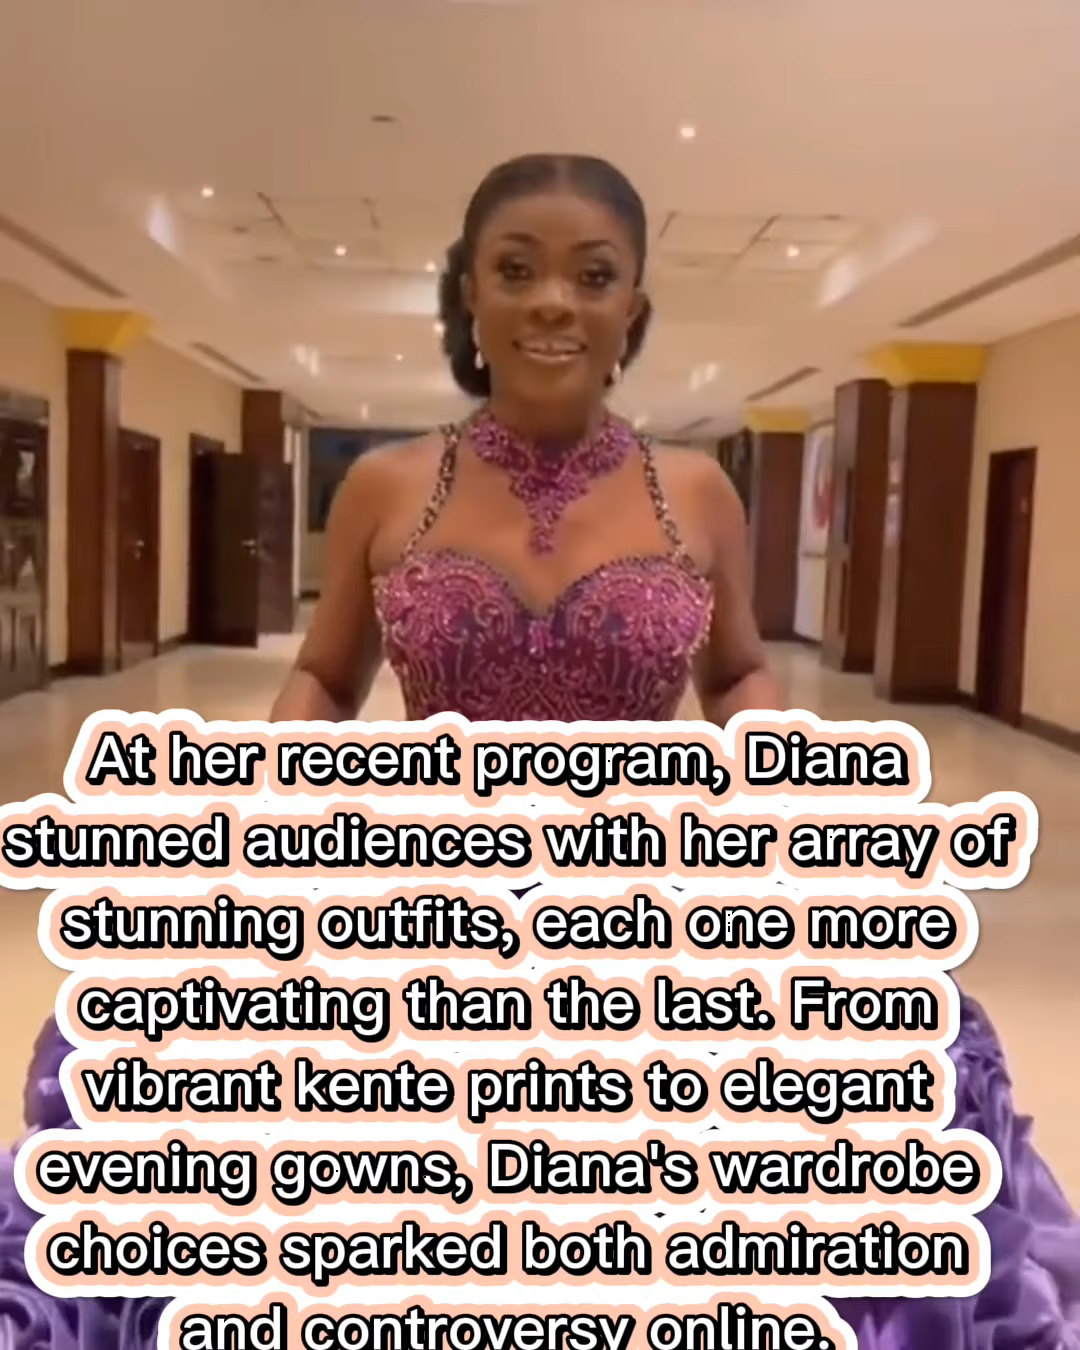 At her recent program, Diana
stunned audiences with her array of
stunning outfits, each one more
captivating than the last. From
vibrant kente prints to elegant
evening gowns, Diana's wardrobe
choices sparked both admiration
and controversy online.